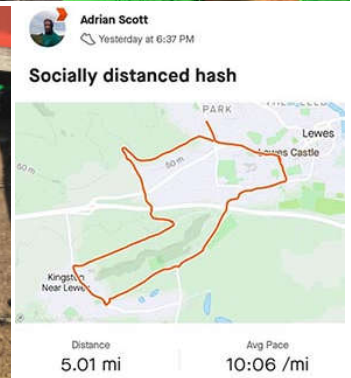 Adrian Scott
Yesterday at 6:37 PM
Socially distanced hash
PARK
Lewes
Lewes Castle
50 m
50 m
Kingston
Near Lewes
Distance
Avg Pace
5.01 mi
10:06 /mi